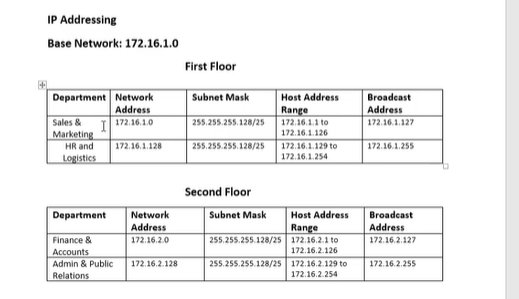 IP Addressing
Base Network: 172.16.1.0
First Floor
Department Network Address Subnet Mask Host Address Range Broadcast Address
Sales & Marketing 172.16.1.0 255.255.255.128/25 172.16.1.1 to 172.16.1.126 172.16.1.127
HR and Logistics 172.16.1.128 255.255.255.128/25 172.16.1.129 to 172.16.1.254 172.16.1.255
Second Floor
Department Network Address Subnet Mask Host Address Range Broadcast Address
Finance & Accounts 172.16.2.0 255.255.255.128/25 172.16.2.1 to 172.16.2.126 172.16.2.127
Admin & Public Relations 172.16.2.128 255.255.255.128/25 172.16.2.129 to 172.16.2.254 172.16.2.255